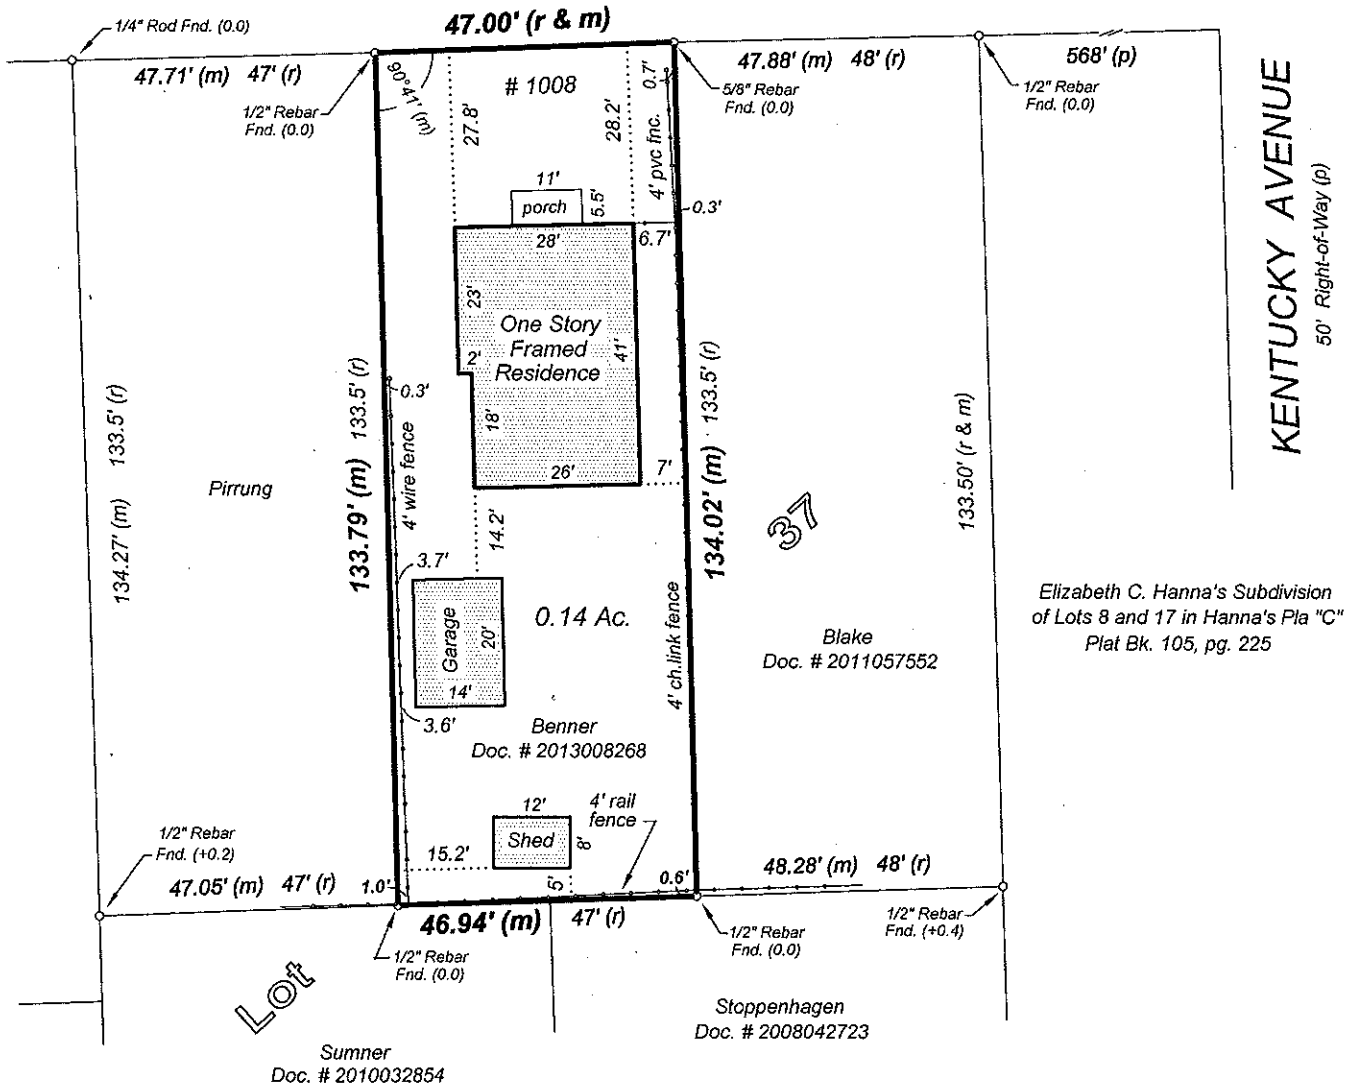 1/4" Rod Fnd. (0.0)
47.00' (r & m)
47.71' (m) 47' (r)
47.88' (m) 48' (r)
568' (p)
1/2" Rebar
Fnd. (0.0)
90°41' (m)
# 1008
27.8'
28.2'
0.7'
5/8" Rebar
Fnd. (0.0)
1/2" Rebar
Fnd. (0.0)
KENTUCKY AVENUE
50' Right-of-Way (p)
4' pvc fnc.
11'
porch
5.5'
0.3'
28'
6.7'
23'
One Story
Framed
Residence
41'
2'
18'
26'
7'
0.3'
4' wire fence
133.79' (m) 133.5' (r)
134.27' (m) 133.5' (r)
134.02' (m) 133.5' (r)
133.50' (r & m)
Pirrung
37
14.2'
3.7'
Garage
20'
14'
3.6'
0.14 Ac.
4' ch.link fence
Blake
Doc. # 2011057552
Elizabeth C. Hanna's Subdivision
of Lots 8 and 17 in Hanna's Pla "C"
Plat Bk. 105, pg. 225
Benner
Doc. # 2013008268
12'
Shed
8'
4' rail
fence
15.2'
5'
0.6'
1.0'
1/2" Rebar
Fnd. (+0.2)
47.05' (m) 47' (r)
46.94' (m) 47' (r)
48.28' (m) 48' (r)
1/2" Rebar
Fnd. (0.0)
1/2" Rebar
Fnd. (0.0)
1/2" Rebar
Fnd. (+0.4)
Lot
Stoppenhagen
Doc. # 2008042723
Sumner
Doc. # 2010032854